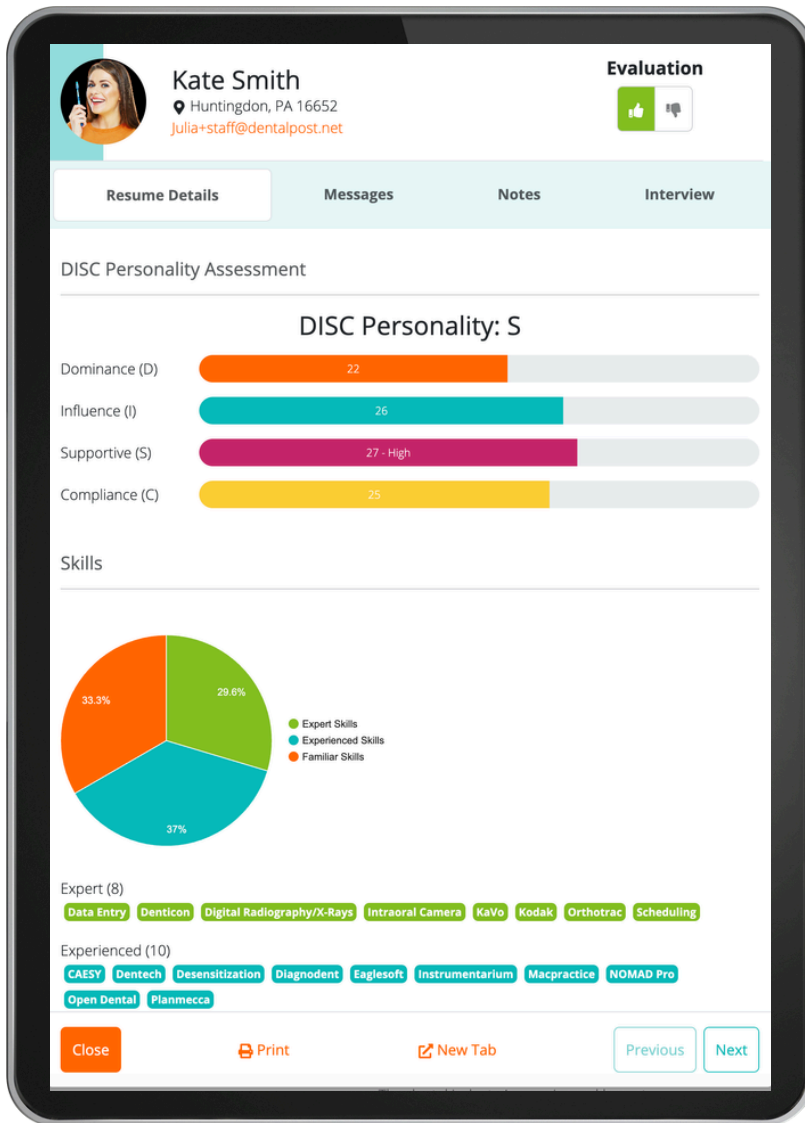 Kate Smith
Huntingdon, PA 16652
Julia+staff@dentalpost.net
Evaluation
Resume Details Messages Notes Interview
DISC Personality Assessment
DISC Personality: S
Dominance (D) 22
Influence (I) 26
Supportive (S) 27 - High
Compliance (C) 25
Skills
33.3% 29.6%
37%
Expert Skills
Experienced Skills
Familiar Skills
Expert (8)
Data Entry Denticon Digital Radiography/X-Rays Intraoral Camera KaVo Kodak Orthotrac Scheduling
Experienced (10)
CAESY Dentech Desensitization Diagnodent Eaglesoft Instrumentarium Macpractice NOMAD Pro
Open Dental Planmecca
Close Print New Tab Previous Next